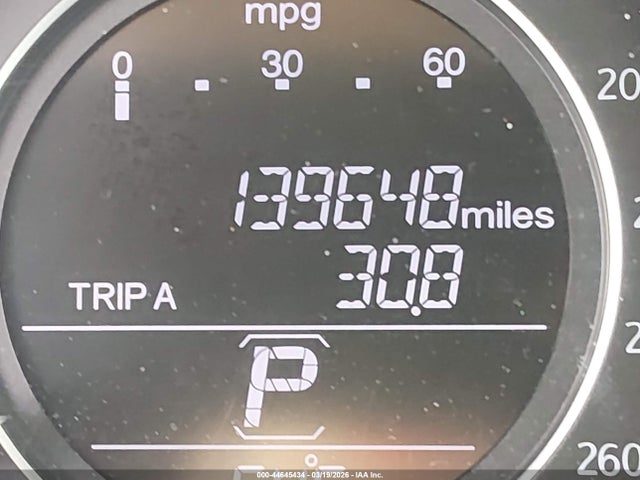 mpg
0 30 60
20
139648 miles
30.8
TRIP A
P
260
000-44645434 | 03/19/2026 - IAA Inc.